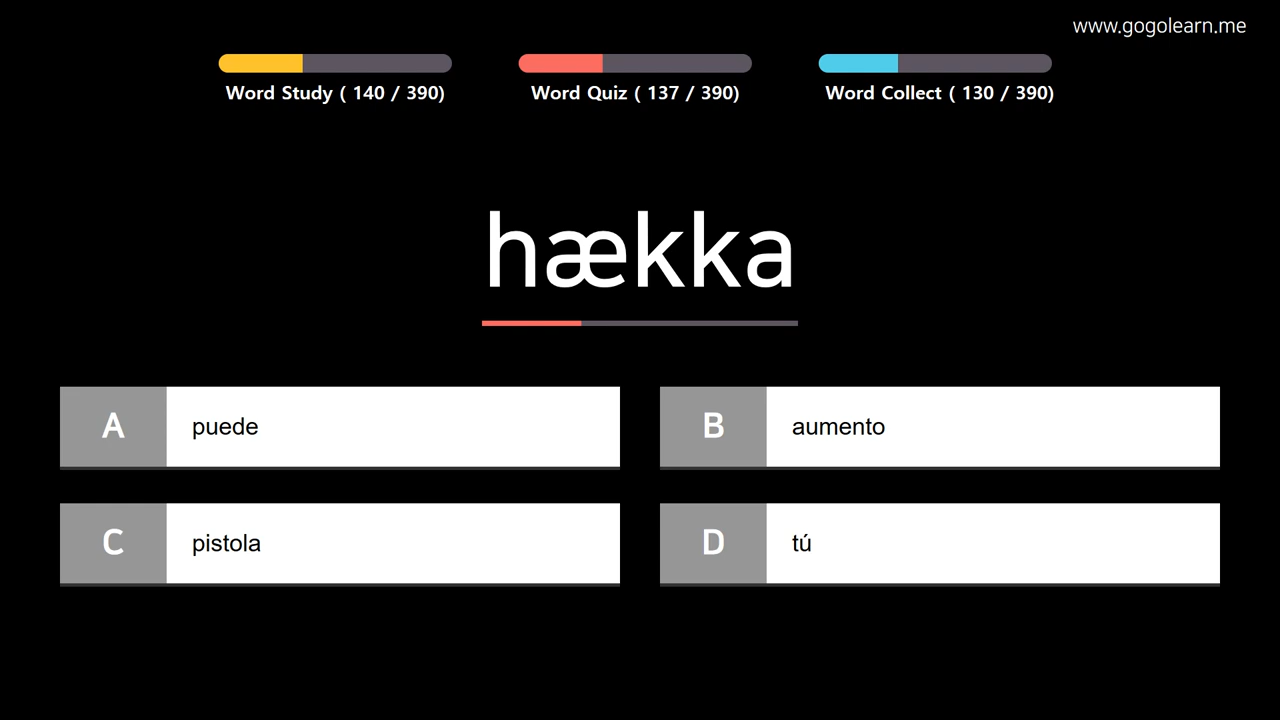 www.gogolearn.me
Word Study ( 140 / 390)
Word Quiz ( 137 / 390)
Word Collect ( 130 / 390)
hækka
A puede
B aumento
C pistola
D tú